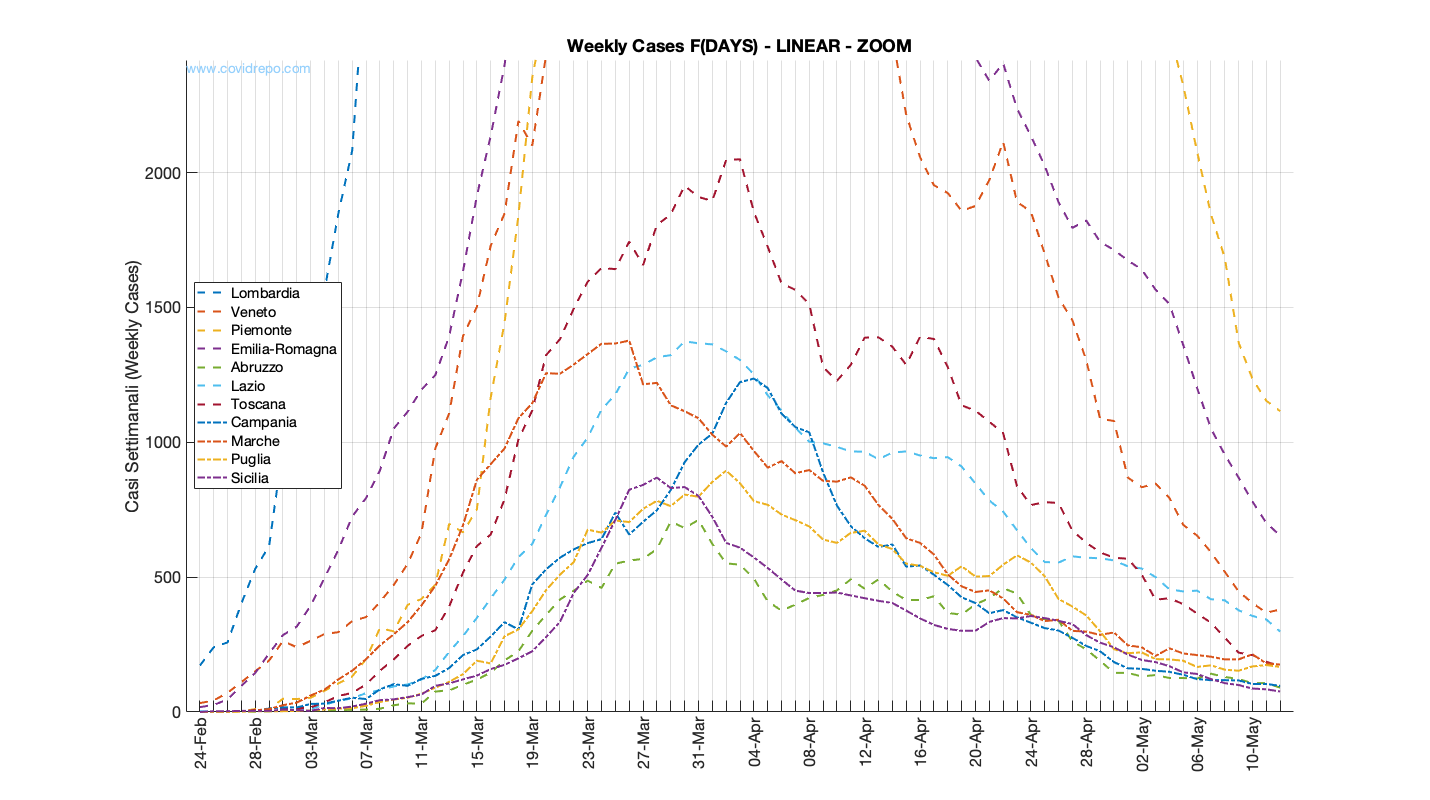 Weekly Cases F(DAYS) - LINEAR - ZOOM
www.covidrepo.com
Casi Settimanali (Weekly Cases)
2000
1500
1000
500
0
Lombardia
Veneto
Piemonte
Emilia-Romagna
Abruzzo
Lazio
Toscana
Campania
Marche
Puglia
Sicilia
24-Feb
28-Feb
03-Mar
07-Mar
11-Mar
15-Mar
19-Mar
23-Mar
27-Mar
31-Mar
04-Apr
08-Apr
12-Apr
16-Apr
20-Apr
24-Apr
28-Apr
02-May
06-May
10-May